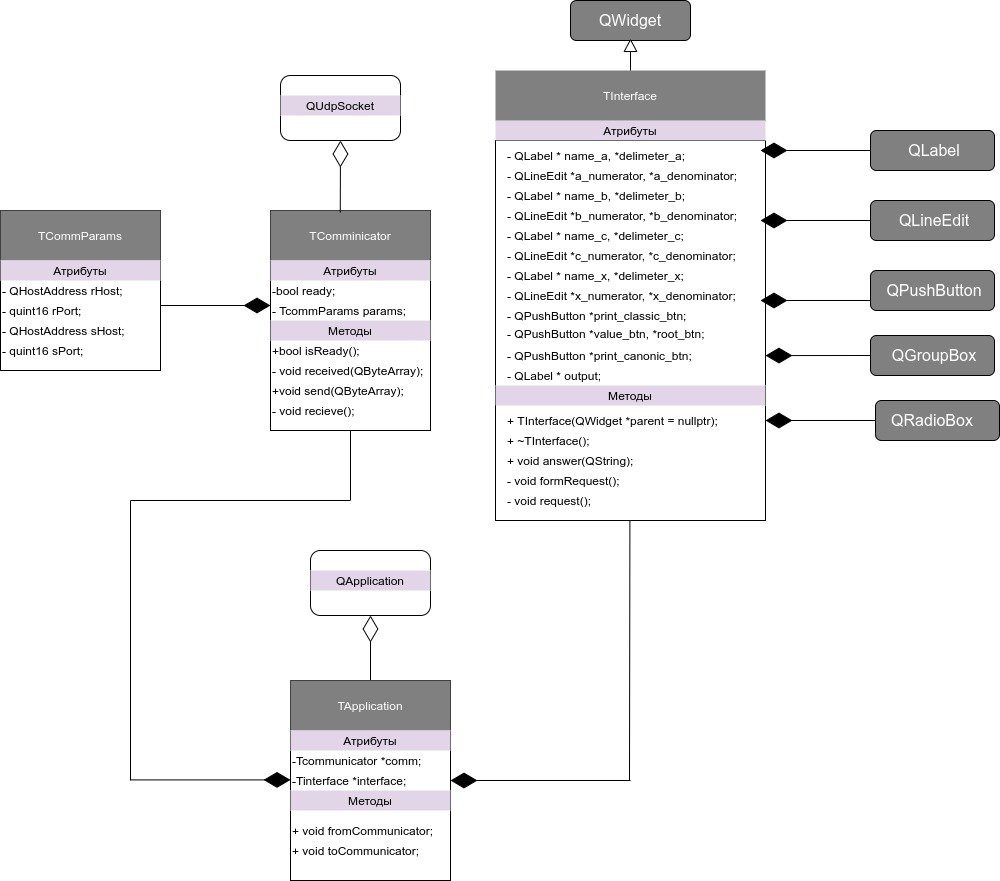 QWidget
QUdpSocket
TCommParams
Атрибуты
- QHostAddress rHost;
- quint16 rPort;
- QHostAddress sHost;
- quint16 sPort;
TComminicator
Атрибуты
-bool ready;
- TcommParams params;
Методы
+bool isReady();
- void received(QByteArray);
+void send(QByteArray);
- void recieve();
TInterface
Атрибуты
- QLabel * name_a, *delimeter_a;
- QLineEdit *a_numerator, *a_denominator;
- QLabel * name_b, *delimeter_b;
- QLineEdit *b_numerator, *b_denominator;
- QLabel * name_c, *delimeter_c;
- QLineEdit *c_numerator, *c_denominator;
- QLabel * name_x, *delimeter_x;
- QLineEdit *x_numerator, *x_denominator;
- QPushButton *print_classic_btn;
- QPushButton *value_btn, *root_btn;
- QPushButton *print_canonic_btn;
- QLabel * output;
Методы
+ TInterface(QWidget *parent = nullptr);
+ ~TInterface();
+ void answer(QString);
- void formRequest();
- void request();
QLabel
QLineEdit
QPushButton
QGroupBox
QRadioBox
QApplication
TApplication
Атрибуты
-Tcommunicator *comm;
-Tinterface *interface;
Методы
+ void fromCommunicator;
+ void toCommunicator;